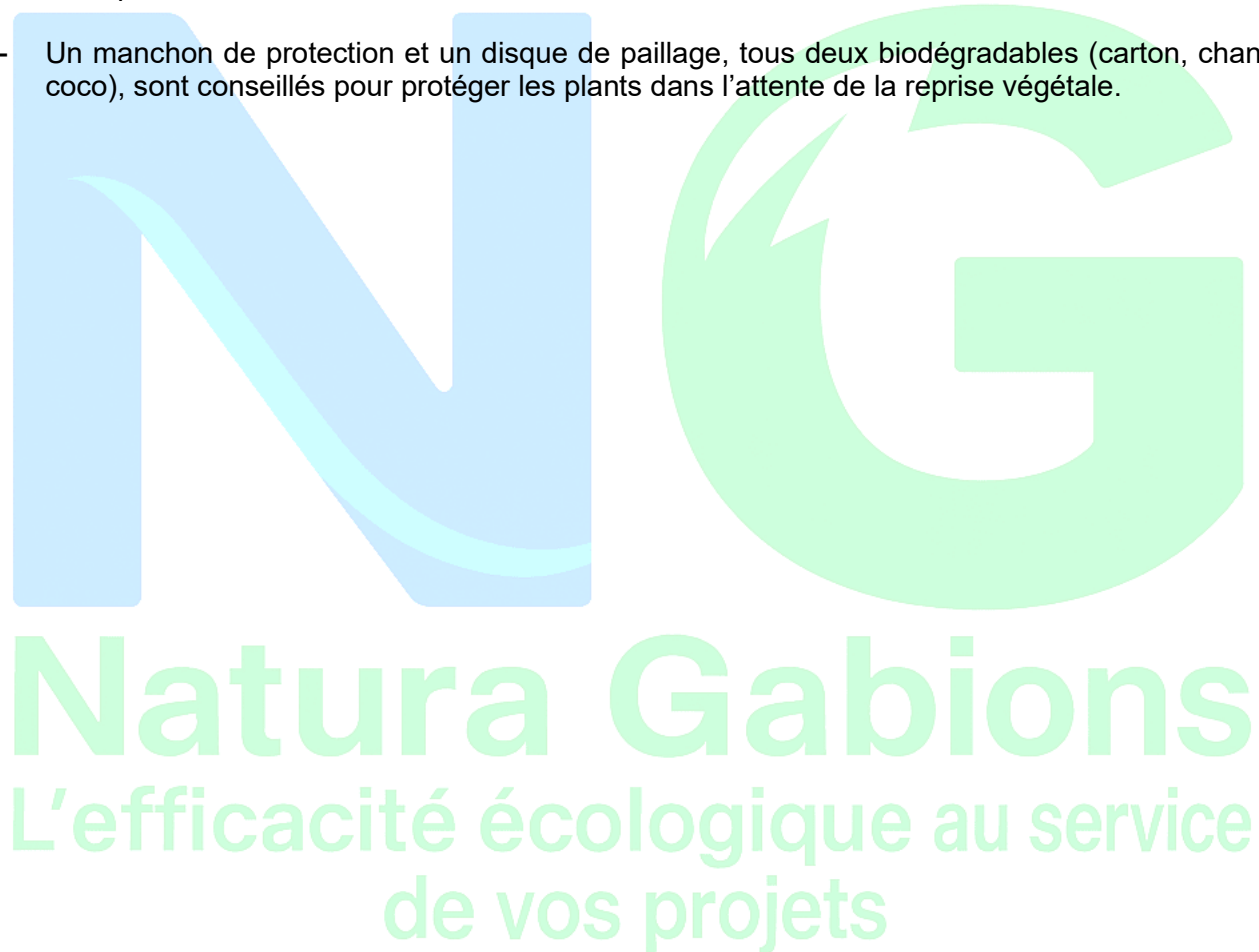 - Un manchon de protection et un disque de paillage, tous deux biodégradables (carton,
coco), sont conseillés pour protéger les plants dans l’attente de la reprise végétale.
NG
Natura Gabions
L’efficacité écologique au service
de vos projets